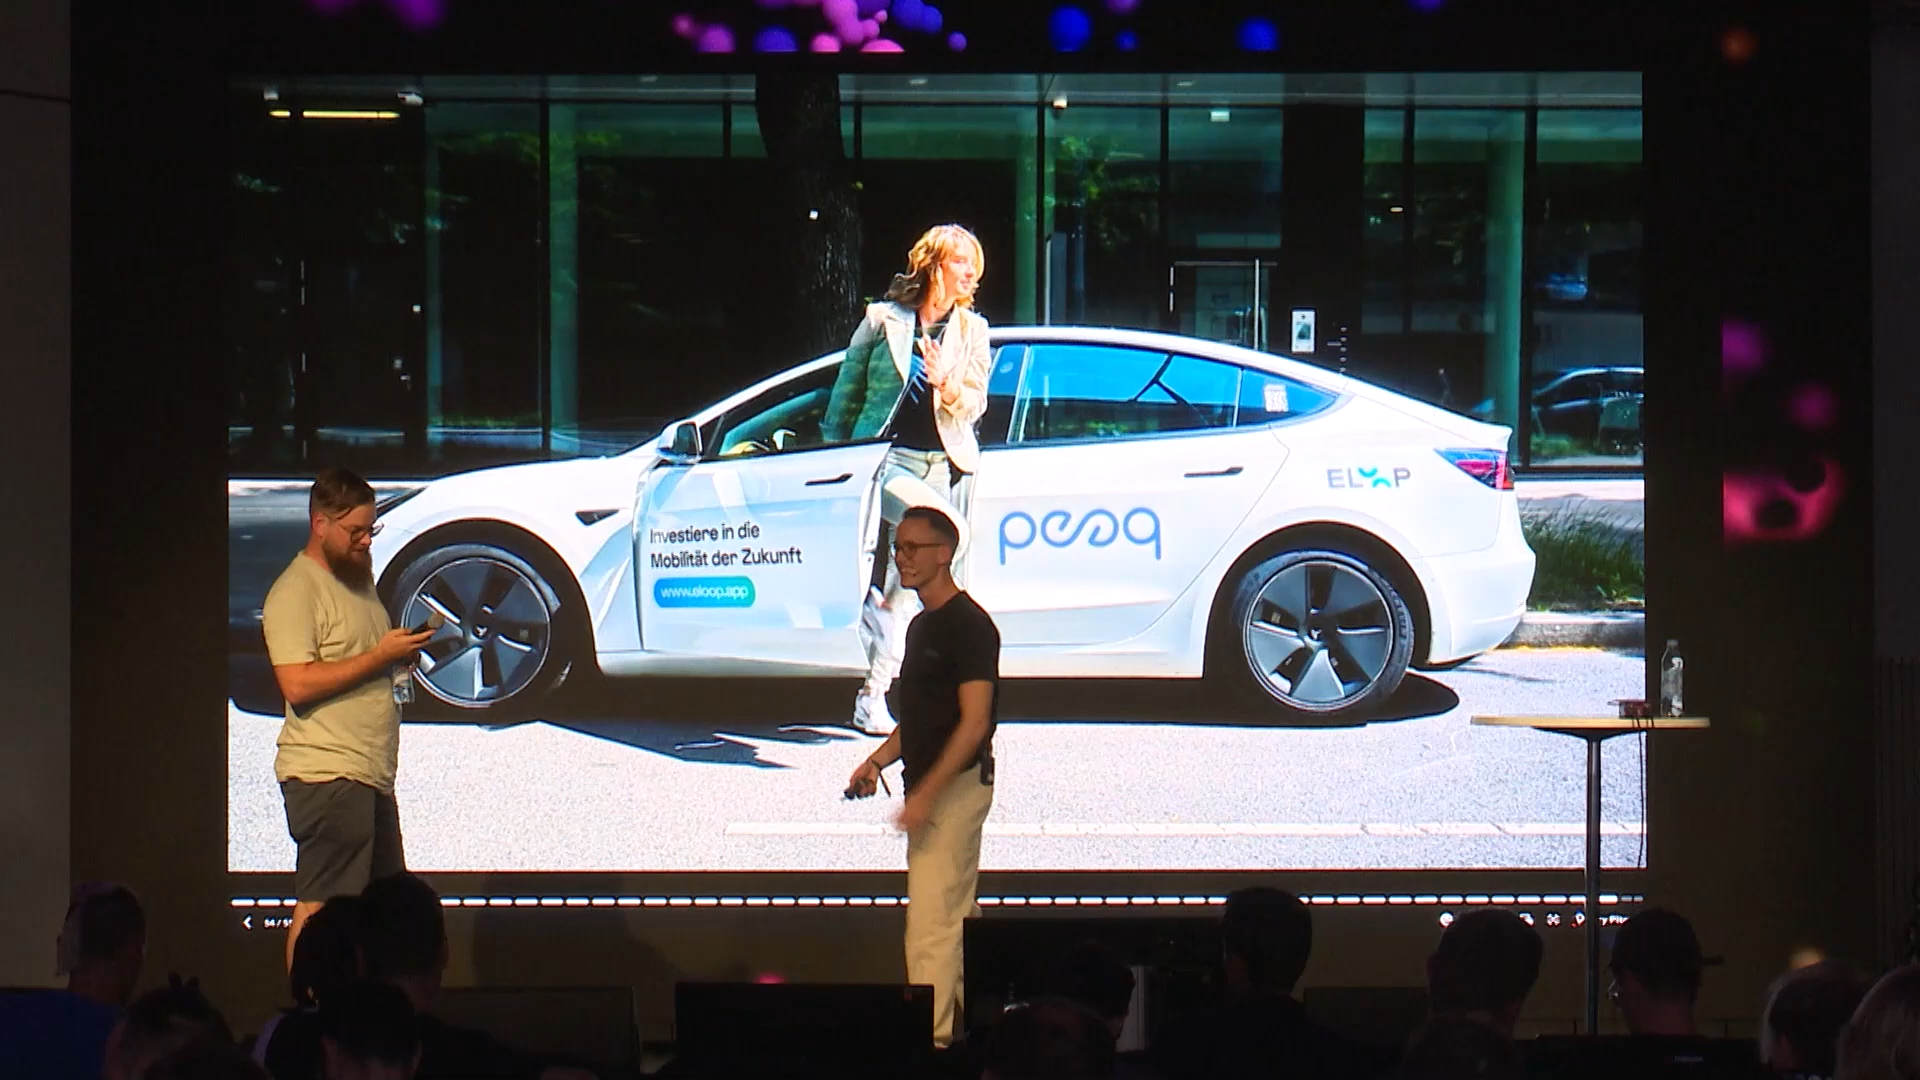 Investiere in die
Mobilität der Zukunft
www.eloop.app
peaq
ELOOP